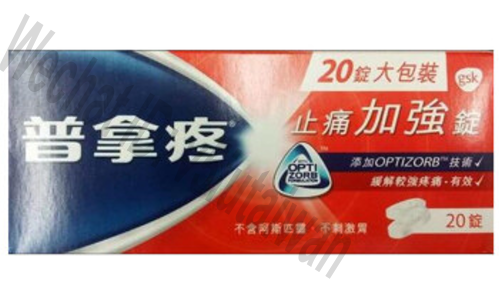 20錠大包裝
gsk
普拿疼®
止痛加強錠
OPTI
ZORB
FORMULATION
添加OPTIZORB™技術✓
緩解較強疼痛·有效✓
不含阿斯匹靈,不刺激胃
20錠